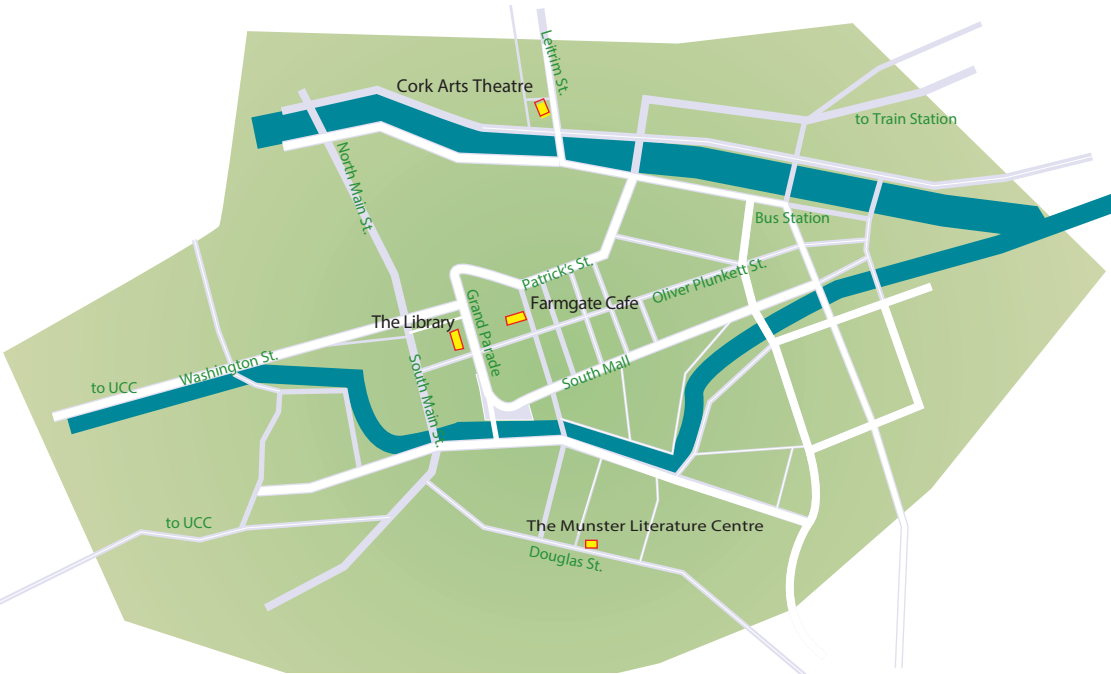 Leitrim St.
Cork Arts Theatre
to Train Station
North Main St.
Bus Station
Patrick's St.
Oliver Plunkett St.
Grand Parade
Farmgate Cafe
The Library
South Main St.
South Mall
Washington St.
to UCC
to UCC
The Munster Literature Centre
Douglas St.